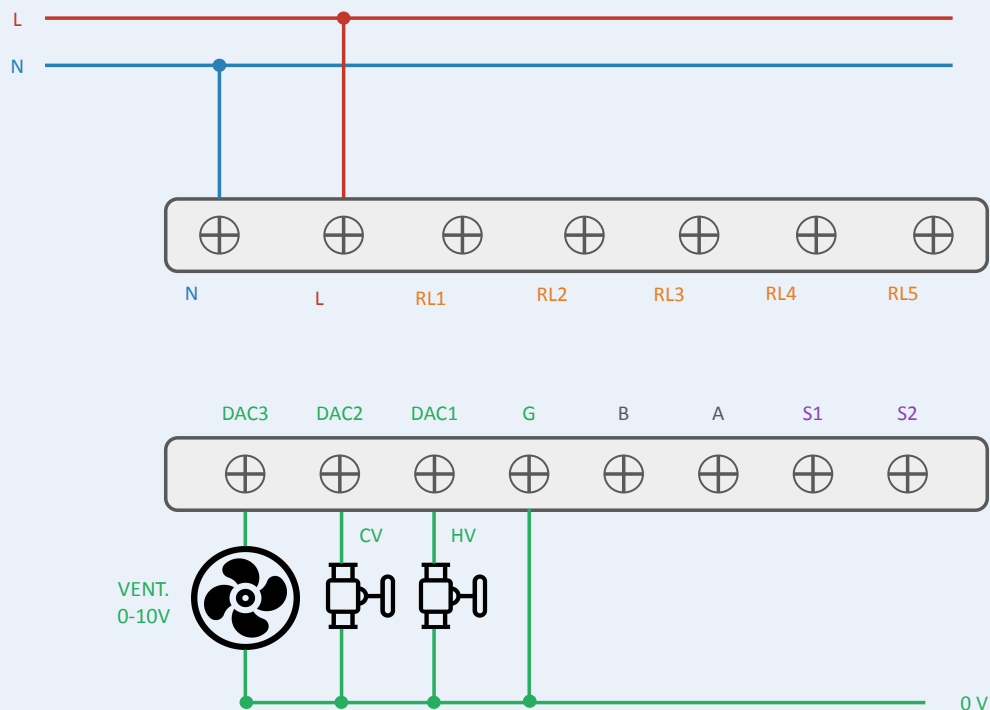 L
N
N
L
RL1
RL2
RL3
RL4
RL5
DAC3
DAC2
DAC1
G
B
A
S1
S2
CV
HV
VENT.
0-10V
0 V